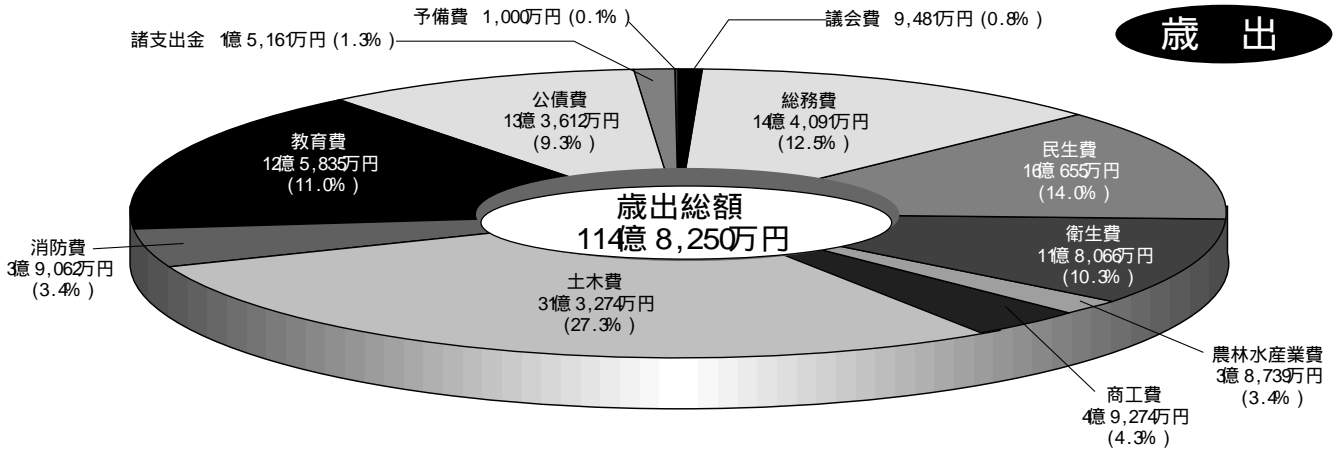 歳 出
予備費 1,000万円 (0.1%)
議会費 9,481万円 (0.8%)
諸支出金 1億 5,161万円 (1.3%)
公債費
13億 3,612万円
(9.3%)
総務費
14億 4,091万円
(12.5%)
教育費
12億 5,835万円
(11.0%)
民生費
16億 655万円
(14.0%)
歳出総額
114億 8,250万円
衛生費
11億 8,066万円
(10.3%)
消防費
3億 9,062万円
(3.4%)
土木費
31億 3,274万円
(27.3%)
農林水産業費
3億 8,739万円
(3.4%)
商工費
4億 9,274万円
(4.3%)